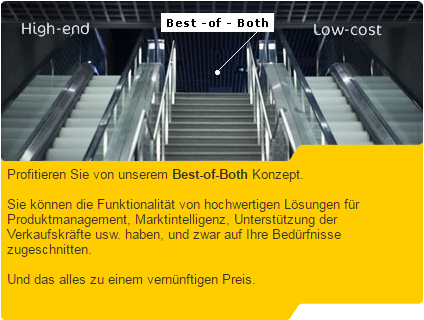 Best -of - Both
High-end
Low-cost
Profitieren Sie von unserem Best-of-Both Konzept.
Sie können die Funktionalität von hochwertigen Lösungen für
Produktmanagement, Marktintelligenz, Unterstützung der
Verkaufskräfte usw. haben, und zwar auf Ihre Bedürfnisse
zugeschnitten.
Und das alles zu einem vernünftigen Preis.